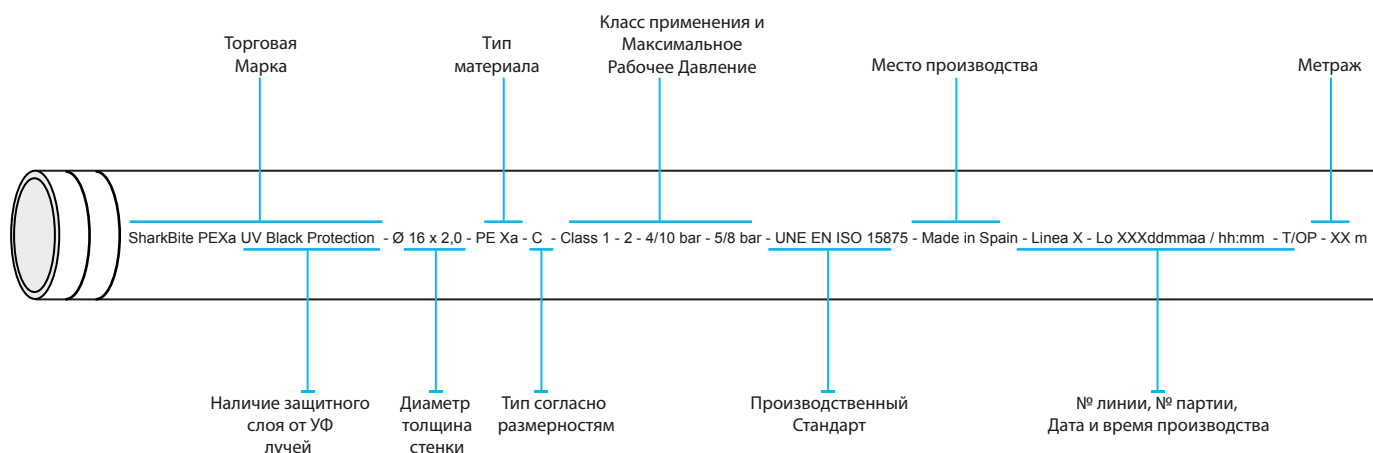 Торговая
Марка
Тип
материала
Класс применения и
Максимальное
Рабочее Давление
Место производства
Метраж
SharkBite PEXa UV Black Protection - Ø 16 x 2,0 - PE Xa - C - Class 1 - 2 - 4/10 bar - 5/8 bar - UNE EN ISO 15875 - Made in Spain - Linea X - Lo XXXddmmaa / hh:mm - T/OP - XX m
Наличие защитного
слоя от УФ
лучей
Диаметр
толщина
стенки
Тип согласно
размерностям
Производственный
Стандарт
№ линии, № партии,
Дата и время производства